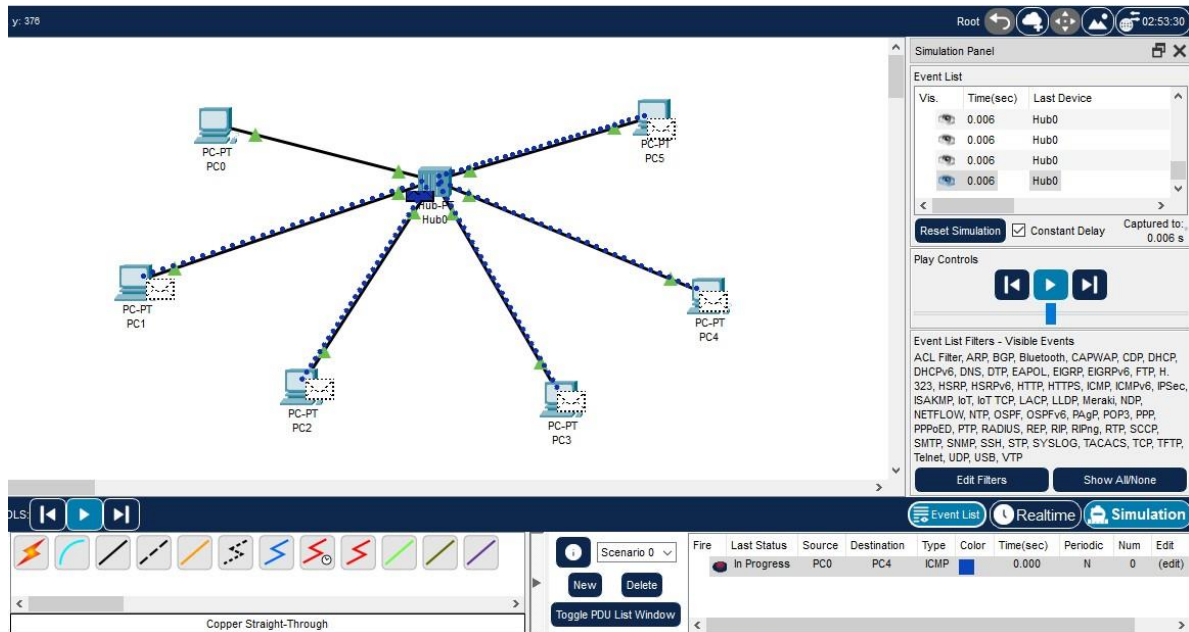 y: 376
Root
02:53:30
PC-PT
PC0
PC-PT
PC5
Hub-PT
Hub0
PC-PT
PC1
PC-PT
PC4
PC-PT
PC2
PC-PT
PC3
Simulation Panel
Event List
Vis. Time(sec) Last Device
0.006 Hub0
0.006 Hub0
0.006 Hub0
0.006 Hub0
Reset Simulation Constant Delay Captured to:
0.006 s
Play Controls
Event List Filters - Visible Events
ACL Filter, ARP, BGP, Bluetooth, CAPWAP, CDP, DHCP,
DHCPv6, DNS, DTP, EAPOL, EIGRP, EIGRPv6, FTP, H.
323, HSRP, HSRPv6, HTTP, HTTPS, ICMP, ICMPv6, IPSec,
ISAKMP, IoT, IoT TCP, LACP, LLDP, Meraki, NDP,
NETFLOW, NTP, OSPF, OSPFv6, PAgP, POP3, PPP,
PPPoED, PTP, RADIUS, REP, RIP, RIPng, RTP, SCCP,
SMTP, SNMP, SSH, STP, SYSLOG, TACACS, TCP, TFTP,
Telnet, UDP, USB, VTP
Edit Filters Show All/None
OLS:
Event List Realtime Simulation
Copper Straight-Through
Scenario 0
New Delete
Toggle PDU List Window
Fire Last Status Source Destination Type Color Time(sec) Periodic Num Edit
In Progress PC0 PC4 ICMP 0.000 N 0 (edit)